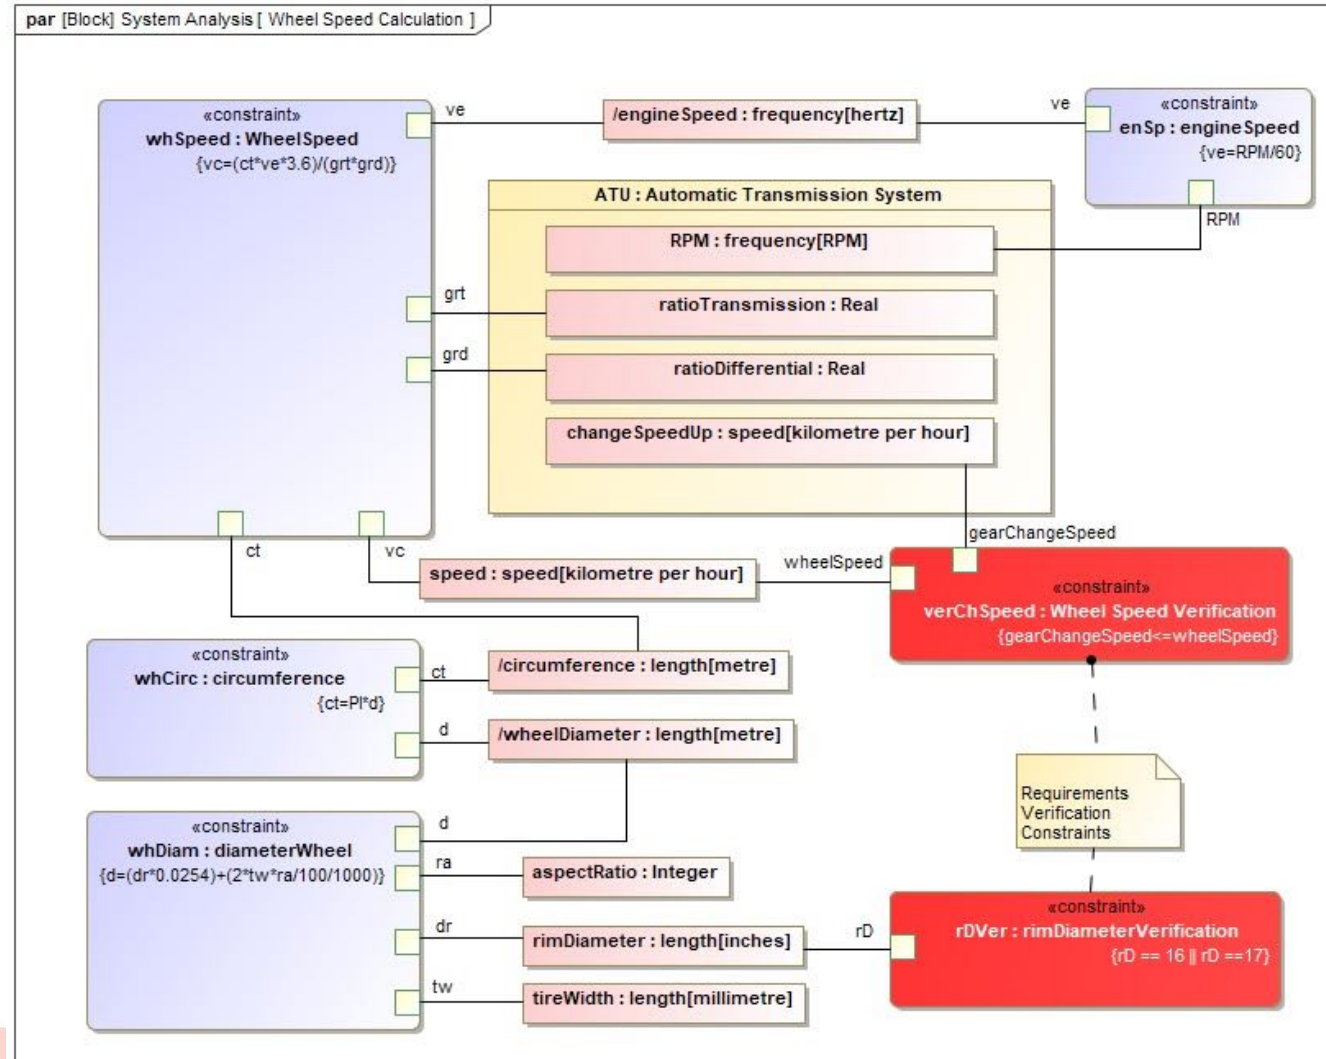 par [Block] System Analysis [ Wheel Speed Calculation ]
«constraint»
whSpeed : WheelSpeed
{vc=(ct*ve*3.6)/(grt*grd)}
ve
/engineSpeed : frequency[hertz]
ve
«constraint»
enSp : engineSpeed
{ve=RPM/60}
RPM
ATU : Automatic Transmission System
RPM : frequency[RPM]
grt
ratioTransmission : Real
grd
ratioDifferential : Real
changeSpeedUp : speed[kilometre per hour]
gearChangeSpeed
ct
vc
speed : speed[kilometre per hour]
wheelSpeed
«constraint»
verChSpeed : Wheel Speed Verification
{gearChangeSpeed<=wheelSpeed}
«constraint»
whCirc : circumference
{ct=PI*d}
ct
/circumference : length[metre]
d
/wheelDiameter : length[metre]
Requirements
Verification
Constraints
«constraint»
whDiam : diameterWheel
{d=(dr*0.0254)+(2*tw*ra/100/1000)}
d
ra
aspectRatio : Integer
dr
rimDiameter : length[inches]
rD
tw
tireWidth : length[millimetre]
«constraint»
rDVer : rimDiameterVerification
{rD == 16 || rD ==17}